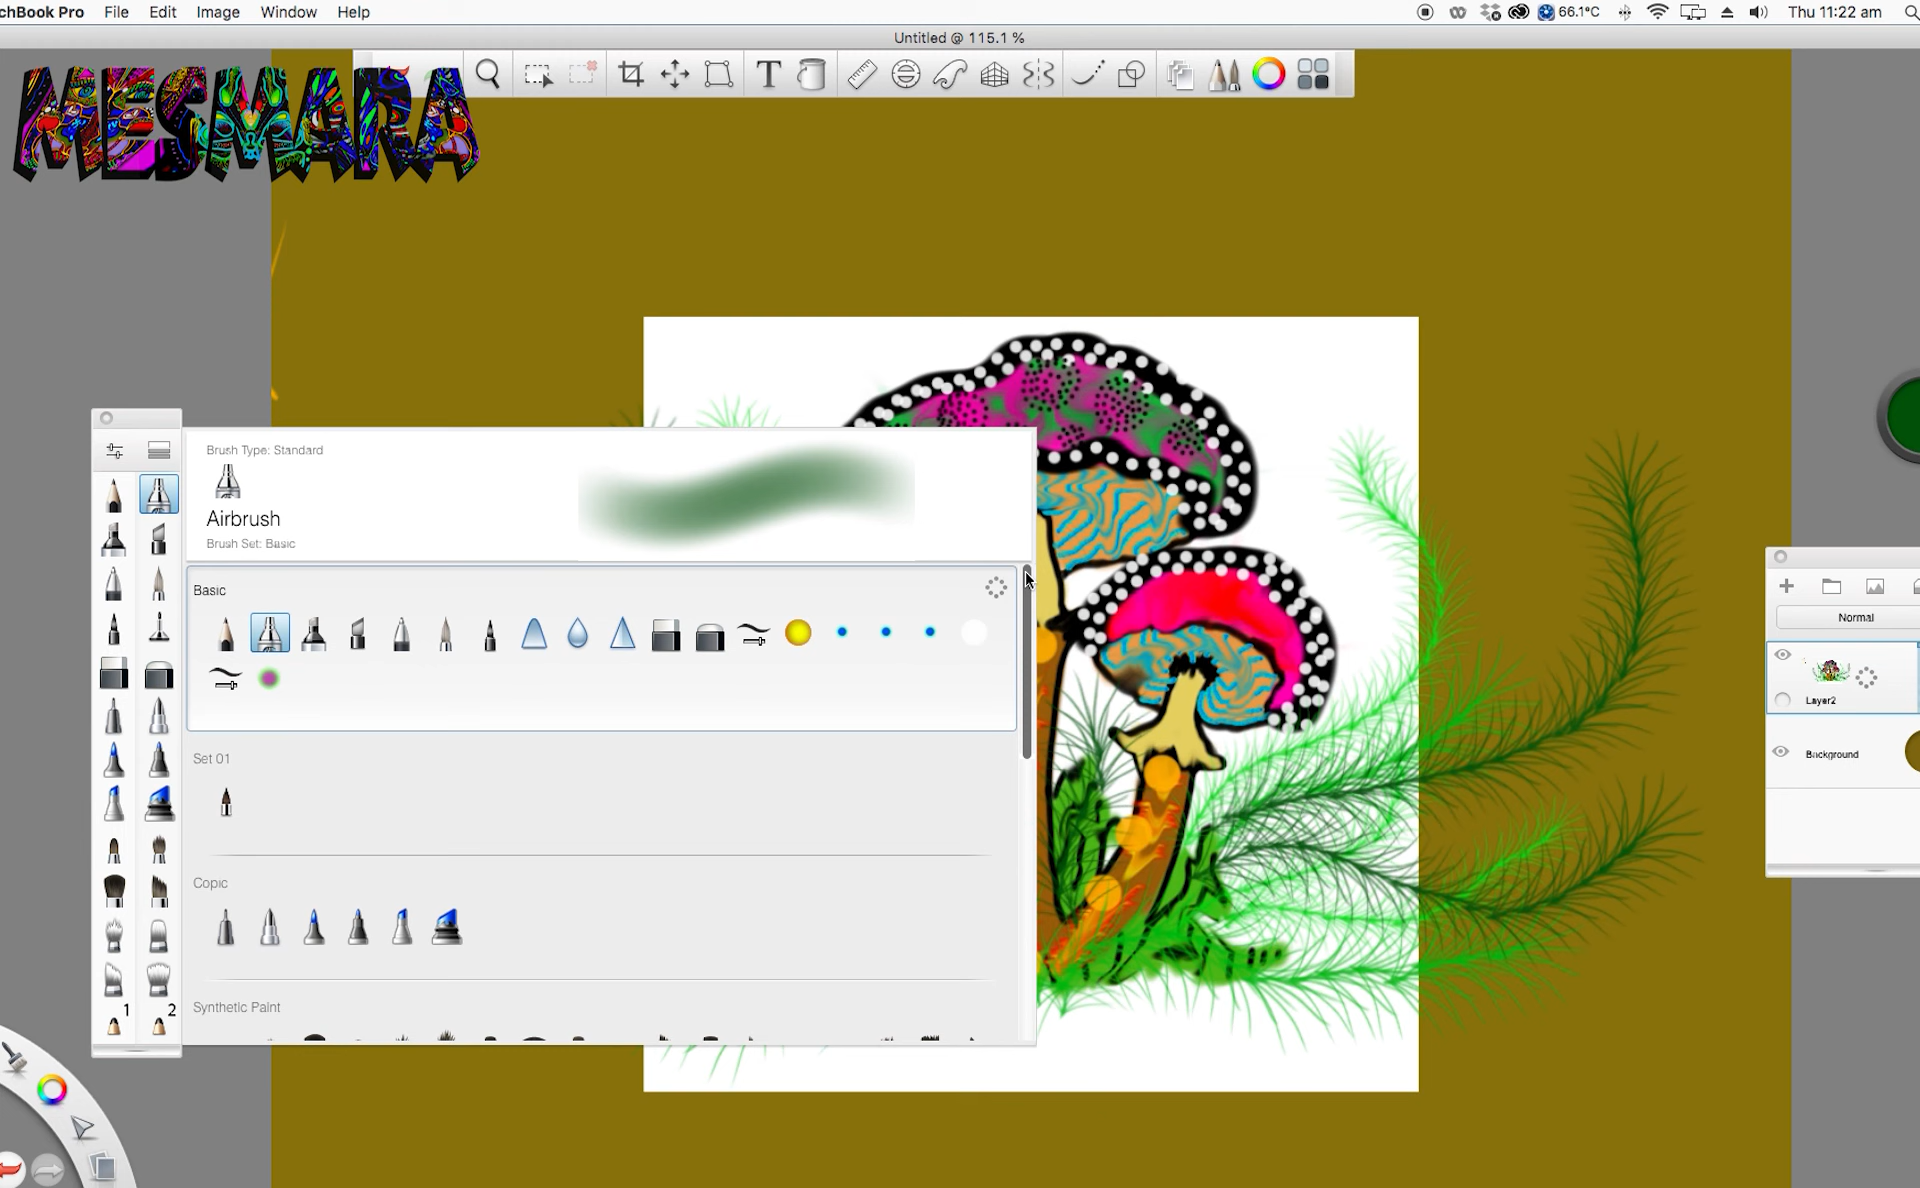 chBook Pro File Edit Image Window Help 66.1°C Thu 11:22 am
Untitled @ 115.1 %
MESMARA
T
Brush Type: Standard
Airbrush
Brush Set: Basic
Basic
Set 01
Copic
Synthetic Paint
1 2
Normal
Layer2
Background